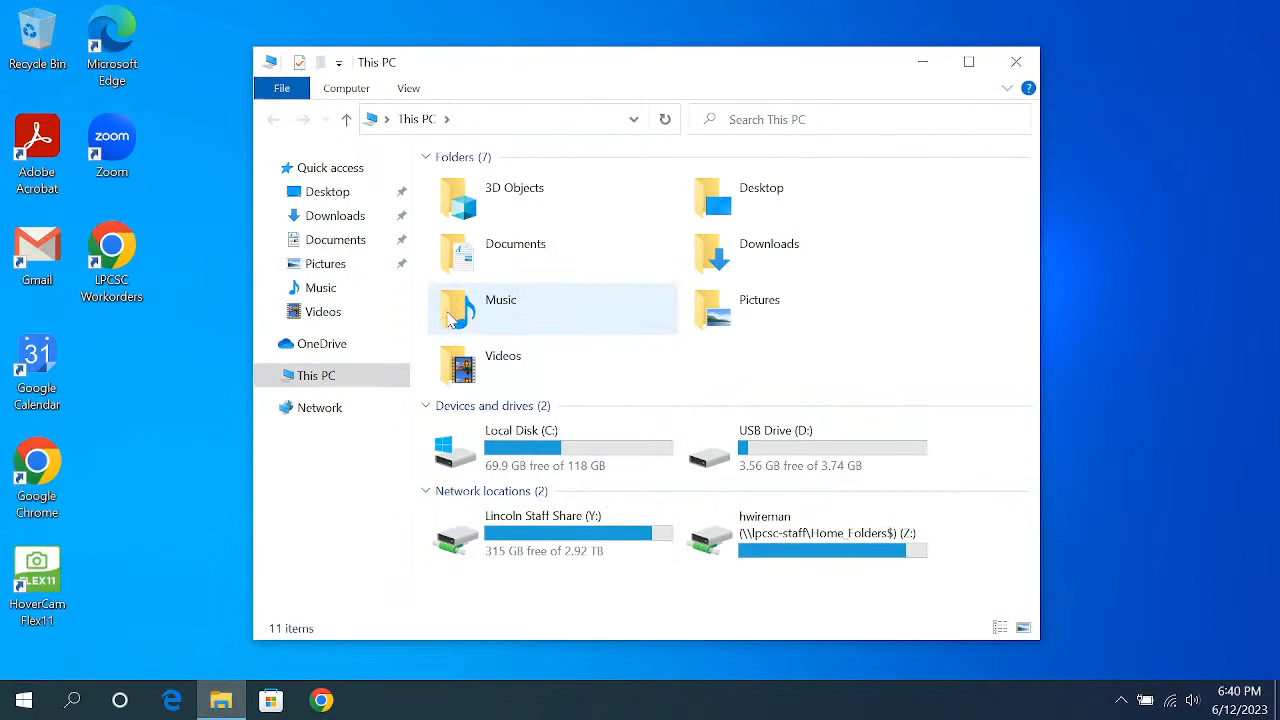 Recycle Bin
Microsoft
Edge
Adobe
Acrobat
zoom
Zoom
Gmail
LPCSC
Workorders
31
Google
Calendar
Google
Chrome
FLEX11
HoverCam
Flex11
This PC
File
Computer
View
?
This PC
Search This PC
Quick access
Desktop
Downloads
Documents
Pictures
Music
Videos
OneDrive
This PC
Network
Folders (7)
3D Objects
Desktop
Documents
Downloads
Music
Pictures
Videos
Devices and drives (2)
Local Disk (C:)
69.9 GB free of 118 GB
USB Drive (D:)
3.56 GB free of 3.74 GB
Network locations (2)
Lincoln Staff Share (Y:)
315 GB free of 2.92 TB
hwireman
(\\lpcsc-staff\Home_Folders$) (Z:)
11 items
6:40 PM
6/12/2023